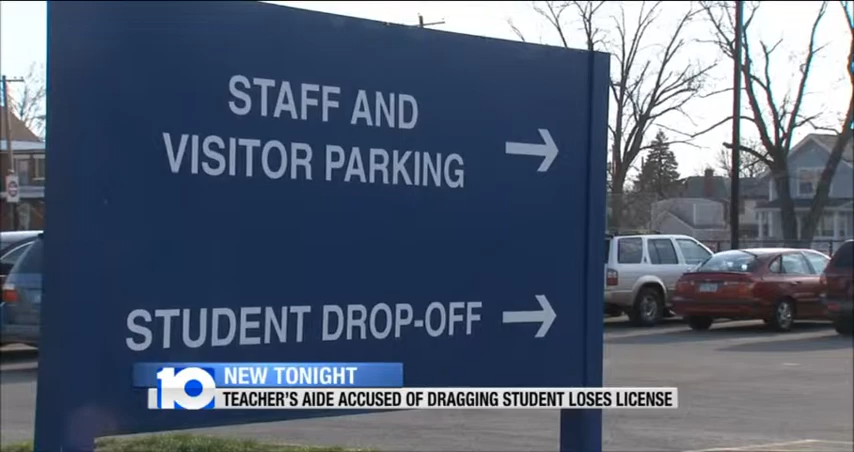 STAFF AND
VISITOR PARKING →
STUDENT DROP-OFF →
10 NEW TONIGHT
TEACHER'S AIDE ACCUSED OF DRAGGING STUDENT LOSES LICENSE